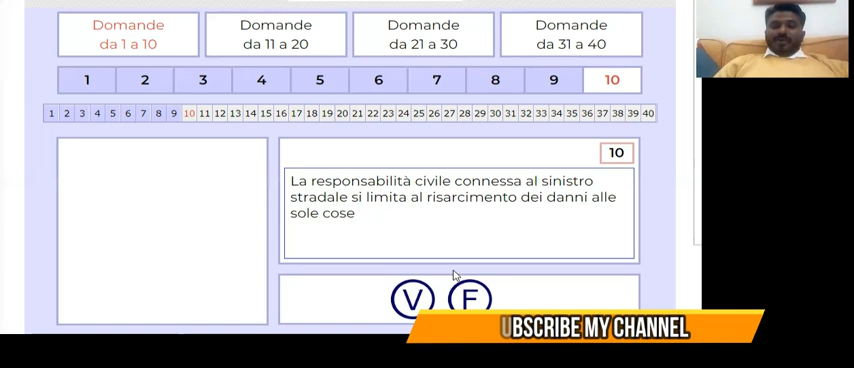 Domande
da 1 a 10
Domande
da 11 a 20
Domande
da 21 a 30
Domande
da 31 a 40
1 2 3 4 5 6 7 8 9 10
1 2 3 4 5 6 7 8 9 10 11 12 13 14 15 16 17 18 19 20 21 22 23 24 25 26 27 28 29 30 31 32 33 34 35 36 37 38 39 40
10
La responsabilità civile connessa al sinistro
stradale si limita al risarcimento dei danni alle
sole cose
V F
UBSCRIBE MY CHANNEL